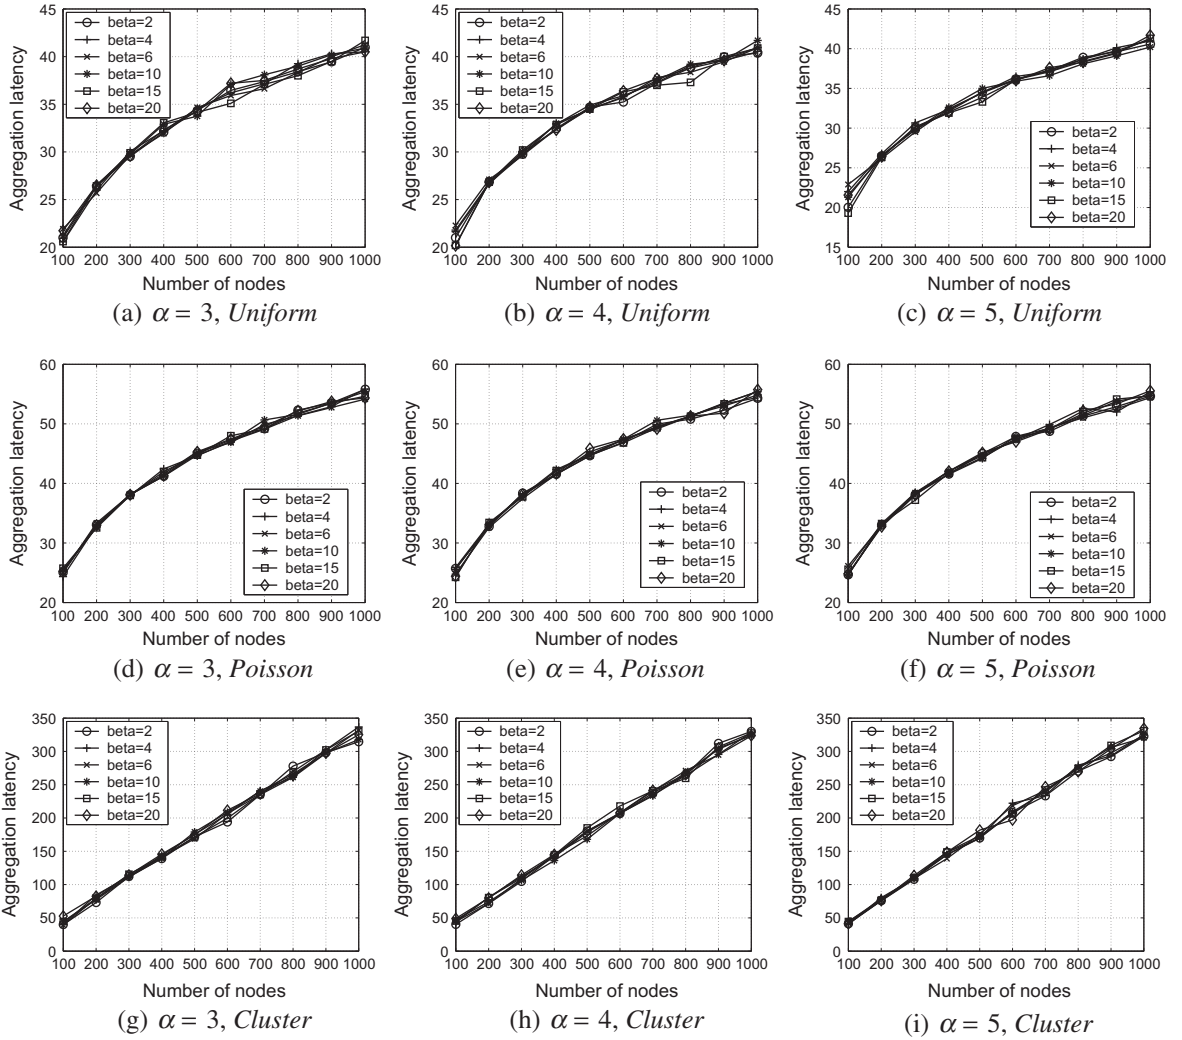 45
40
35
30
25
20
Aggregation latency
beta=2
beta=4
beta=6
beta=10
beta=15
beta=20
100 200 300 400 500 600 700 800 900 1000
Number of nodes
(a) α = 3, Uniform
45
40
35
30
25
20
Aggregation latency
beta=2
beta=4
beta=6
beta=10
beta=15
beta=20
100 200 300 400 500 600 700 800 900 1000
Number of nodes
(b) α = 4, Uniform
45
40
35
30
25
20
15
Aggregation latency
beta=2
beta=4
beta=6
beta=10
beta=15
beta=20
100 200 300 400 500 600 700 800 900 1000
Number of nodes
(c) α = 5, Uniform
60
50
40
30
20
Aggregation latency
beta=2
beta=4
beta=6
beta=10
beta=15
beta=20
100 200 300 400 500 600 700 800 900 1000
Number of nodes
(d) α = 3, Poisson
60
50
40
30
20
Aggregation latency
beta=2
beta=4
beta=6
beta=10
beta=15
beta=20
100 200 300 400 500 600 700 800 900 1000
Number of nodes
(e) α = 4, Poisson
60
50
40
30
20
Aggregation latency
beta=2
beta=4
beta=6
beta=10
beta=15
beta=20
100 200 300 400 500 600 700 800 900 1000
Number of nodes
(f) α = 5, Poisson
350
300
250
200
150
100
50
0
Aggregation latency
beta=2
beta=4
beta=6
beta=10
beta=15
beta=20
100 200 300 400 500 600 700 800 900 1000
Number of nodes
(g) α = 3, Cluster
350
300
250
200
150
100
50
0
Aggregation latency
beta=2
beta=4
beta=6
beta=10
beta=15
beta=20
100 200 300 400 500 600 700 800 900 1000
Number of nodes
(h) α = 4, Cluster
350
300
250
200
150
100
50
0
Aggregation latency
beta=2
beta=4
beta=6
beta=10
beta=15
beta=20
100 200 300 400 500 600 700 800 900 1000
Number of nodes
(i) α = 5, Cluster